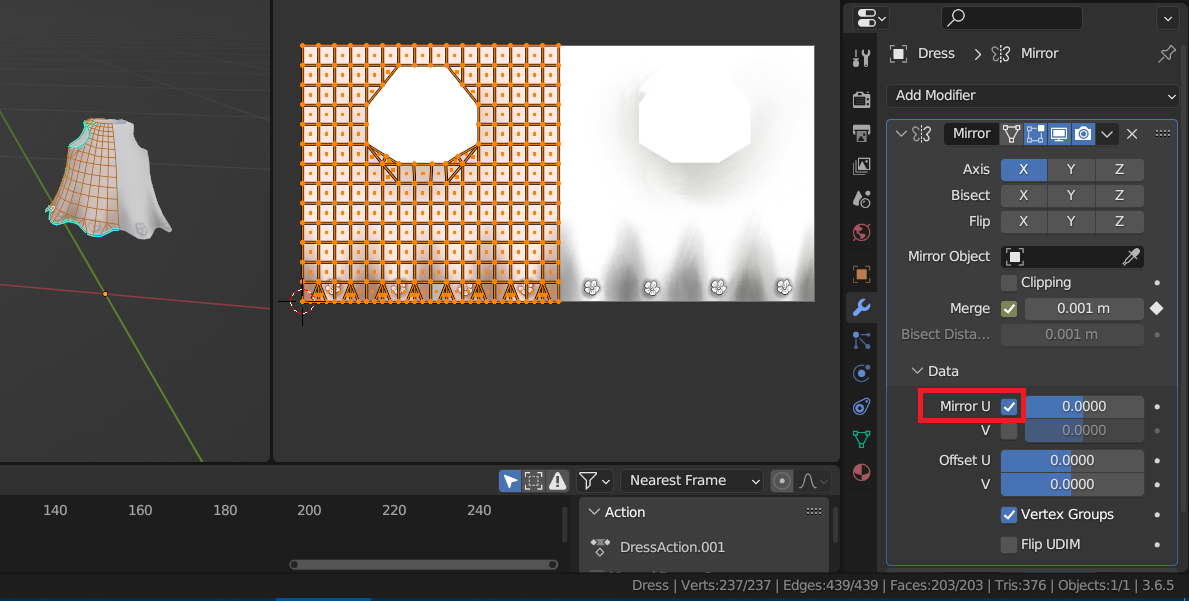 Dress > Mirror
Add Modifier
Mirror
Axis X Y Z
Bisect X Y Z
Flip X Y Z
Mirror Object
Clipping
Merge 0.001 m
Bisect Dista... 0.001 m
Data
Mirror U 0.0000
V 0.0000
Offset U 0.0000
V 0.0000
Vertex Groups
Flip UDIM
Nearest Frame
140 160 180 200 220 240
Action
DressAction.001
Dress | Verts:237/237 | Edges:439/439 | Faces:203/203 | Tris:376 | Objects:1/1 | 3.6.5